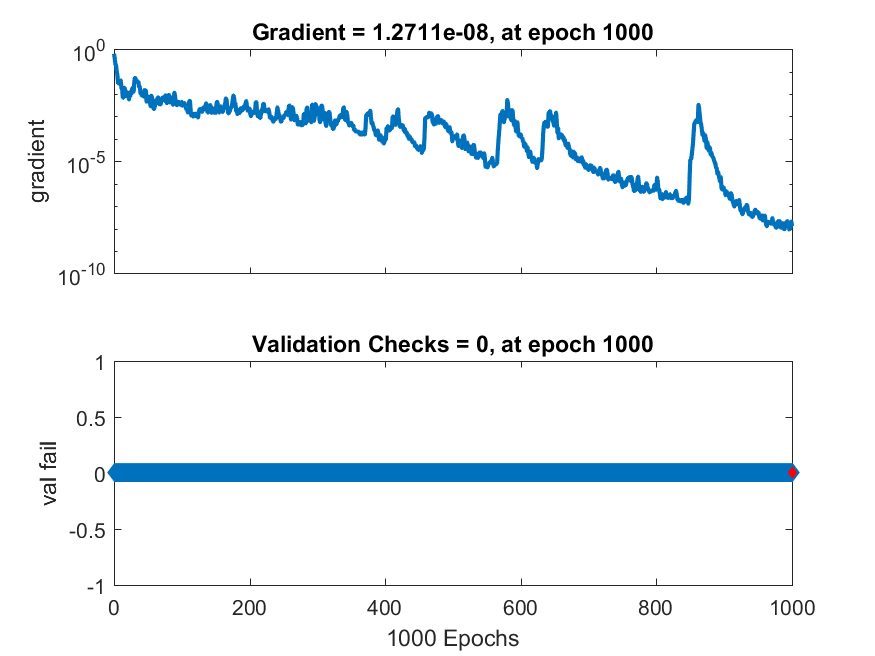 Gradient = 1.2711e-08, at epoch 1000
10^0
10^-5
10^-10
gradient
Validation Checks = 0, at epoch 1000
1
0.5
0
-0.5
-1
val fail
0 200 400 600 800 1000
1000 Epochs